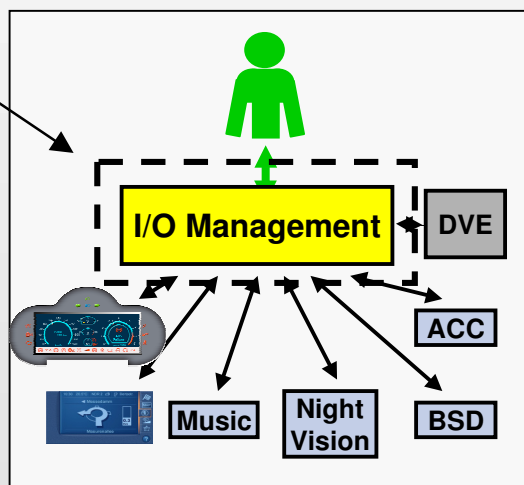 I/O Management
DVE
ACC
Music
Night
Vision
BSD